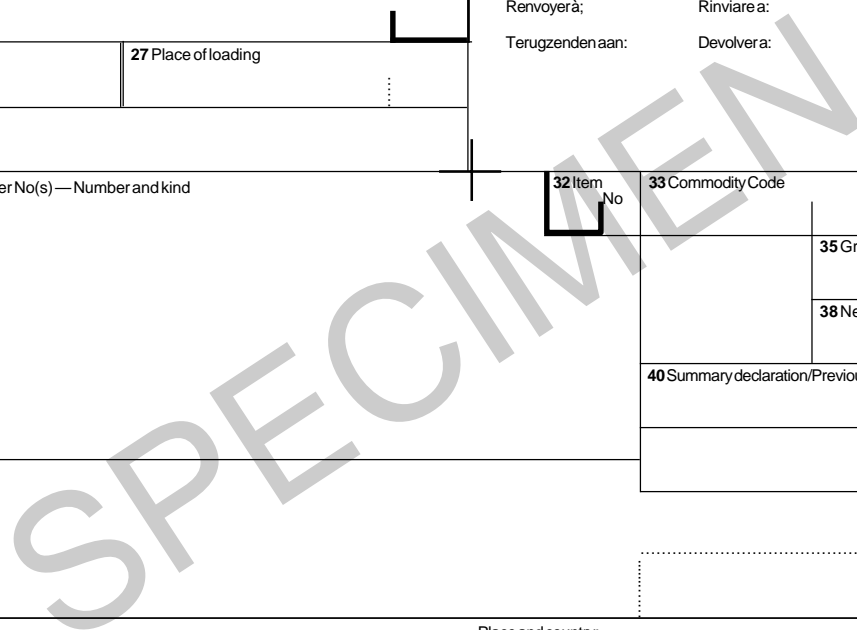 Renvoyer à; Rinviare a:
Terugzenden aan: Devolver a:
27 Place of loading
er No(s) — Number and kind
32 Item No
33 Commodity Code
35 Gr
38 Ne
40 Summary declaration/Previou
SPECIMEN
Place and country